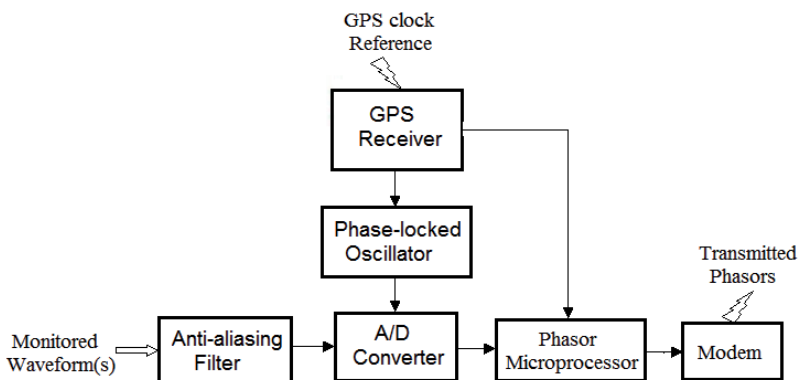 GPS clock
Reference
GPS
Receiver
Phase-locked
Oscillator
Transmitted
Phasors
Monitored
Waveform(s)
Anti-aliasing
Filter
A/D
Converter
Phasor
Microprocessor
Modem